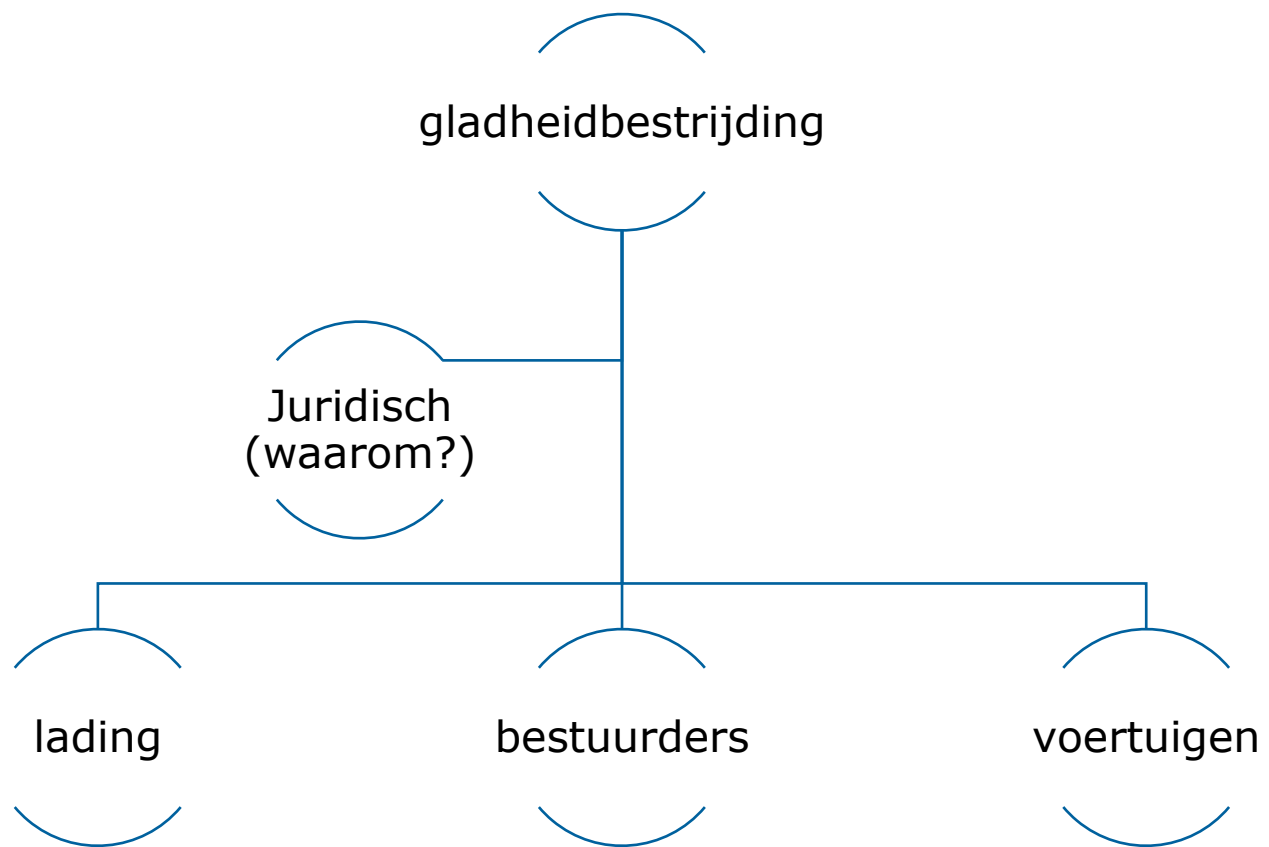 gladheidbestrijding
Juridisch
(waarom?)
lading
bestuurders
voertuigen